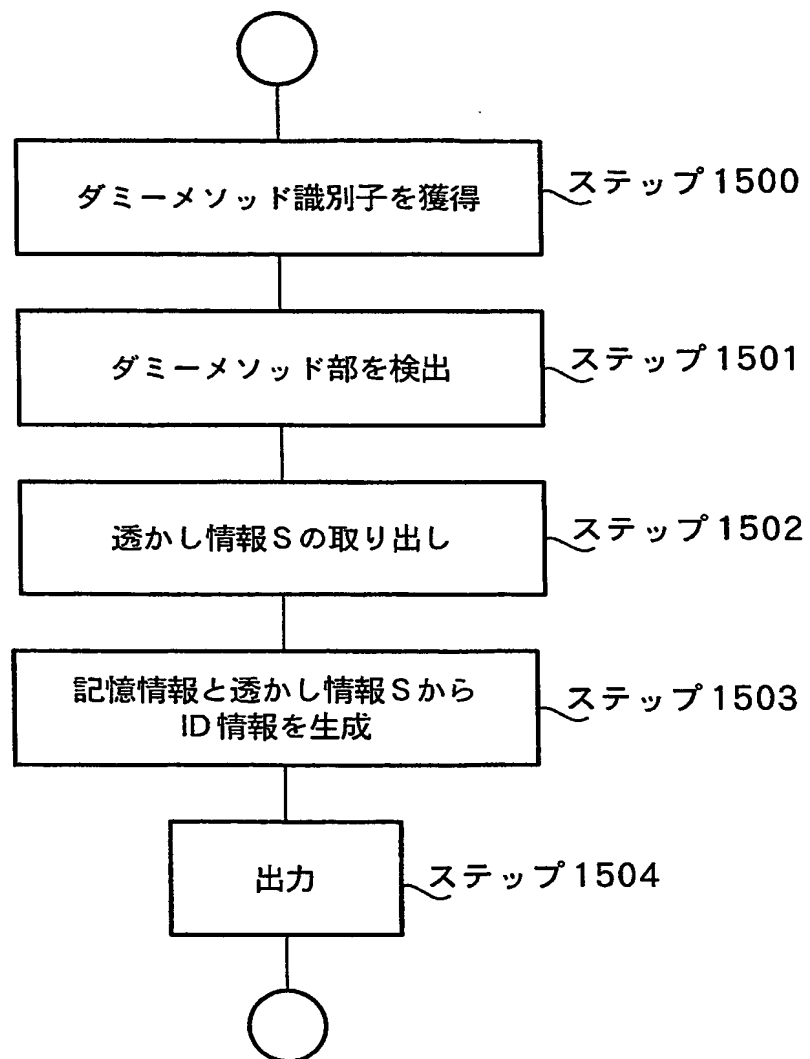 ダミーメソッド識別子を獲得
ステップ1500
ダミーメソッド部を検出
ステップ1501
透かし情報Sの取り出し
ステップ1502
記憶情報と透かし情報Sから
ID情報を生成
ステップ1503
出力
ステップ1504